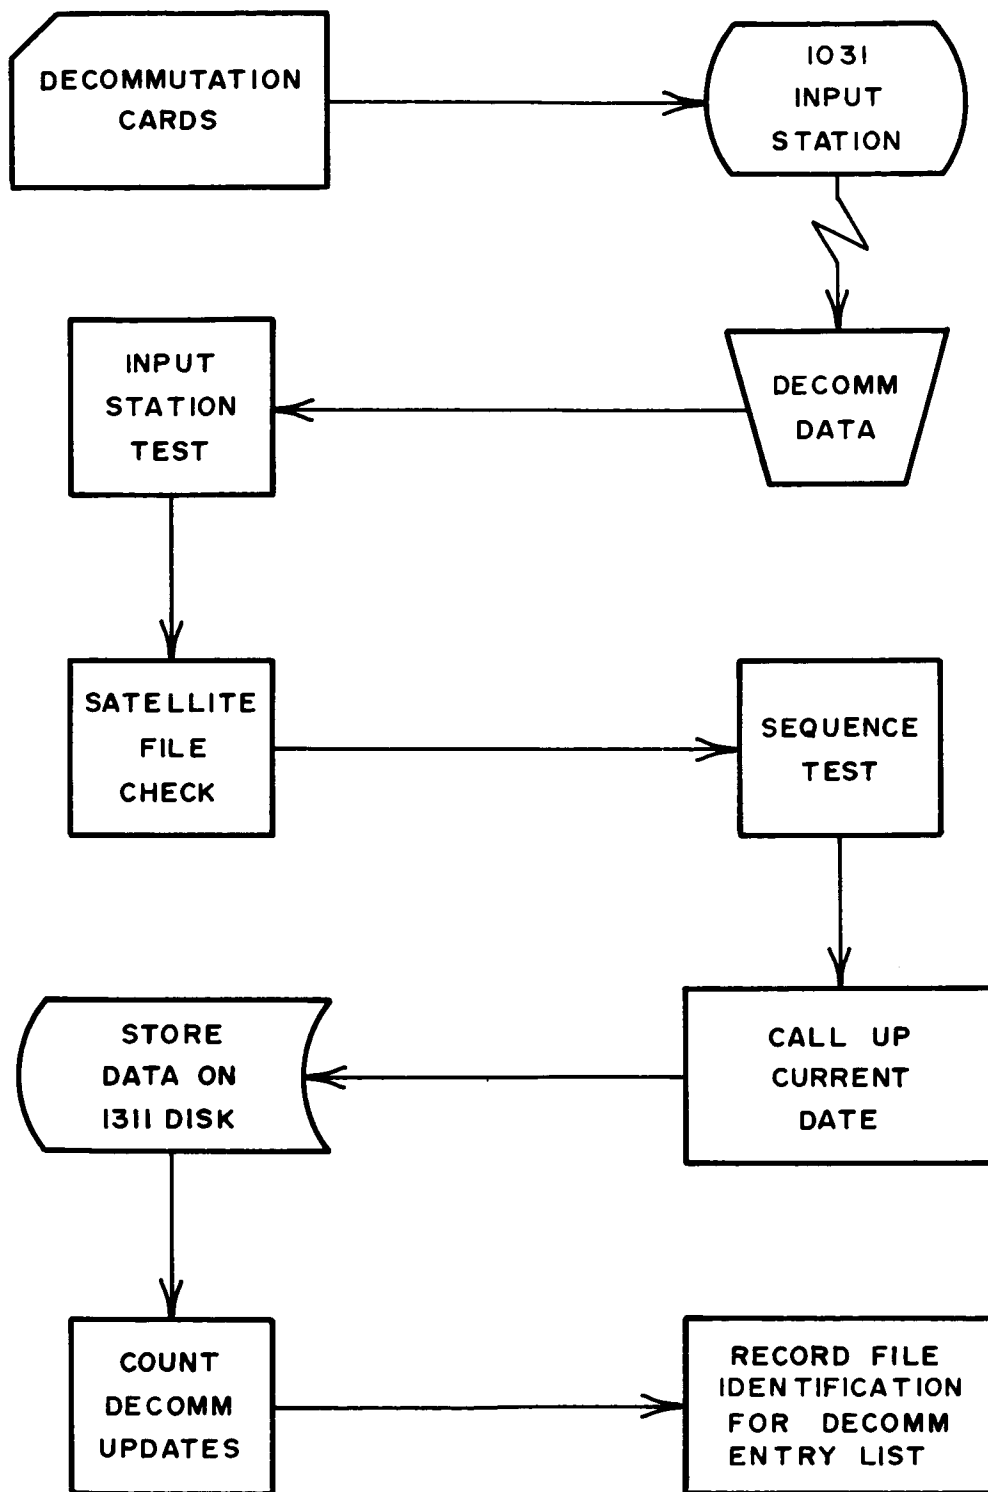 DECOMMUTATION
CARDS
1031
INPUT
STATION
DECOMM
DATA
INPUT
STATION
TEST
SATELLITE
FILE
CHECK
SEQUENCE
TEST
CALL UP
CURRENT
DATE
STORE
DATA ON
1311 DISK
COUNT
DECOMM
UPDATES
RECORD FILE
IDENTIFICATION
FOR DECOMM
ENTRY LIST